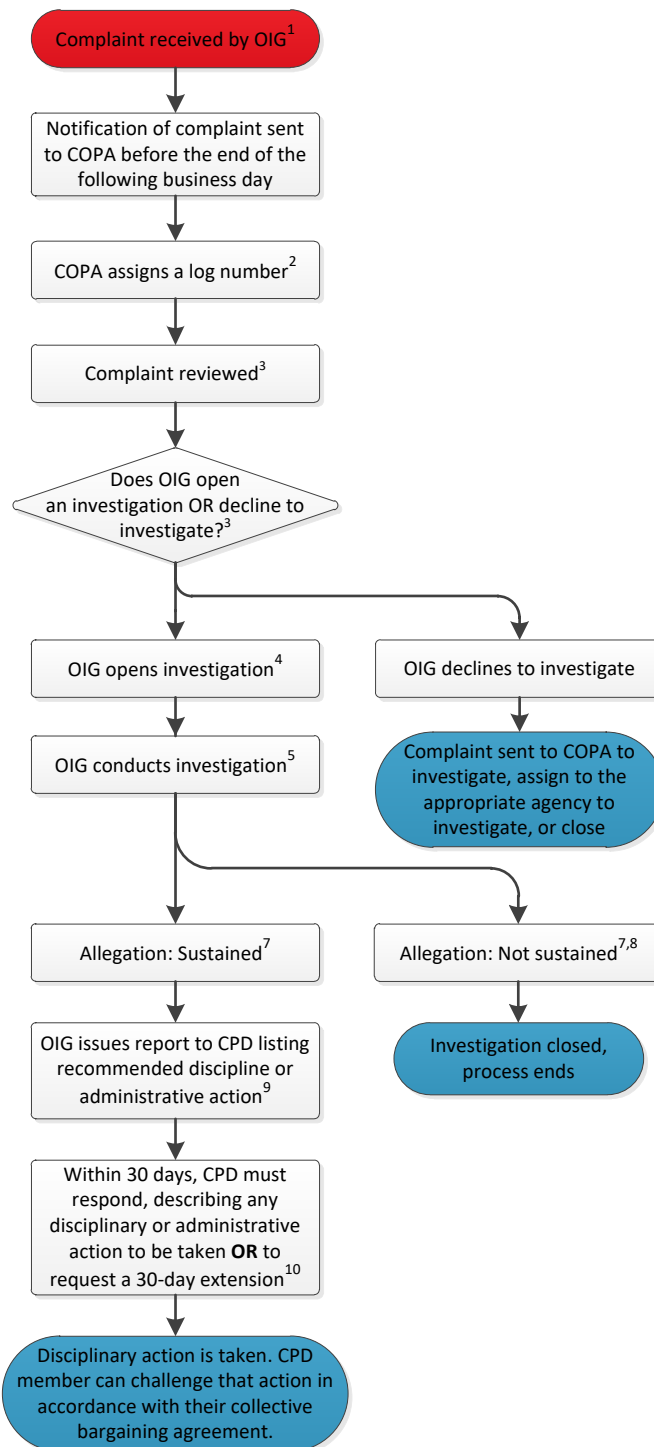 Complaint received by OIG1
Notification of complaint sent
to COPA before the end of the
following business day
COPA assigns a log number2
Complaint reviewed3
Does OIG open
an investigation OR decline to
investigate?3
OIG opens investigation4
OIG declines to investigate
OIG conducts investigation5
Complaint sent to COPA to
investigate, assign to the
appropriate agency to
investigate, or close
Allegation: Sustained7
Allegation: Not sustained7,8
OIG issues report to CPD listing
recommended discipline or
administrative action9
Investigation closed,
process ends
Within 30 days, CPD must
respond, describing any
disciplinary or administrative
action to be taken OR to
request a 30-day extension10
Disciplinary action is taken. CPD
member can challenge that action in
accordance with their collective
bargaining agreement.